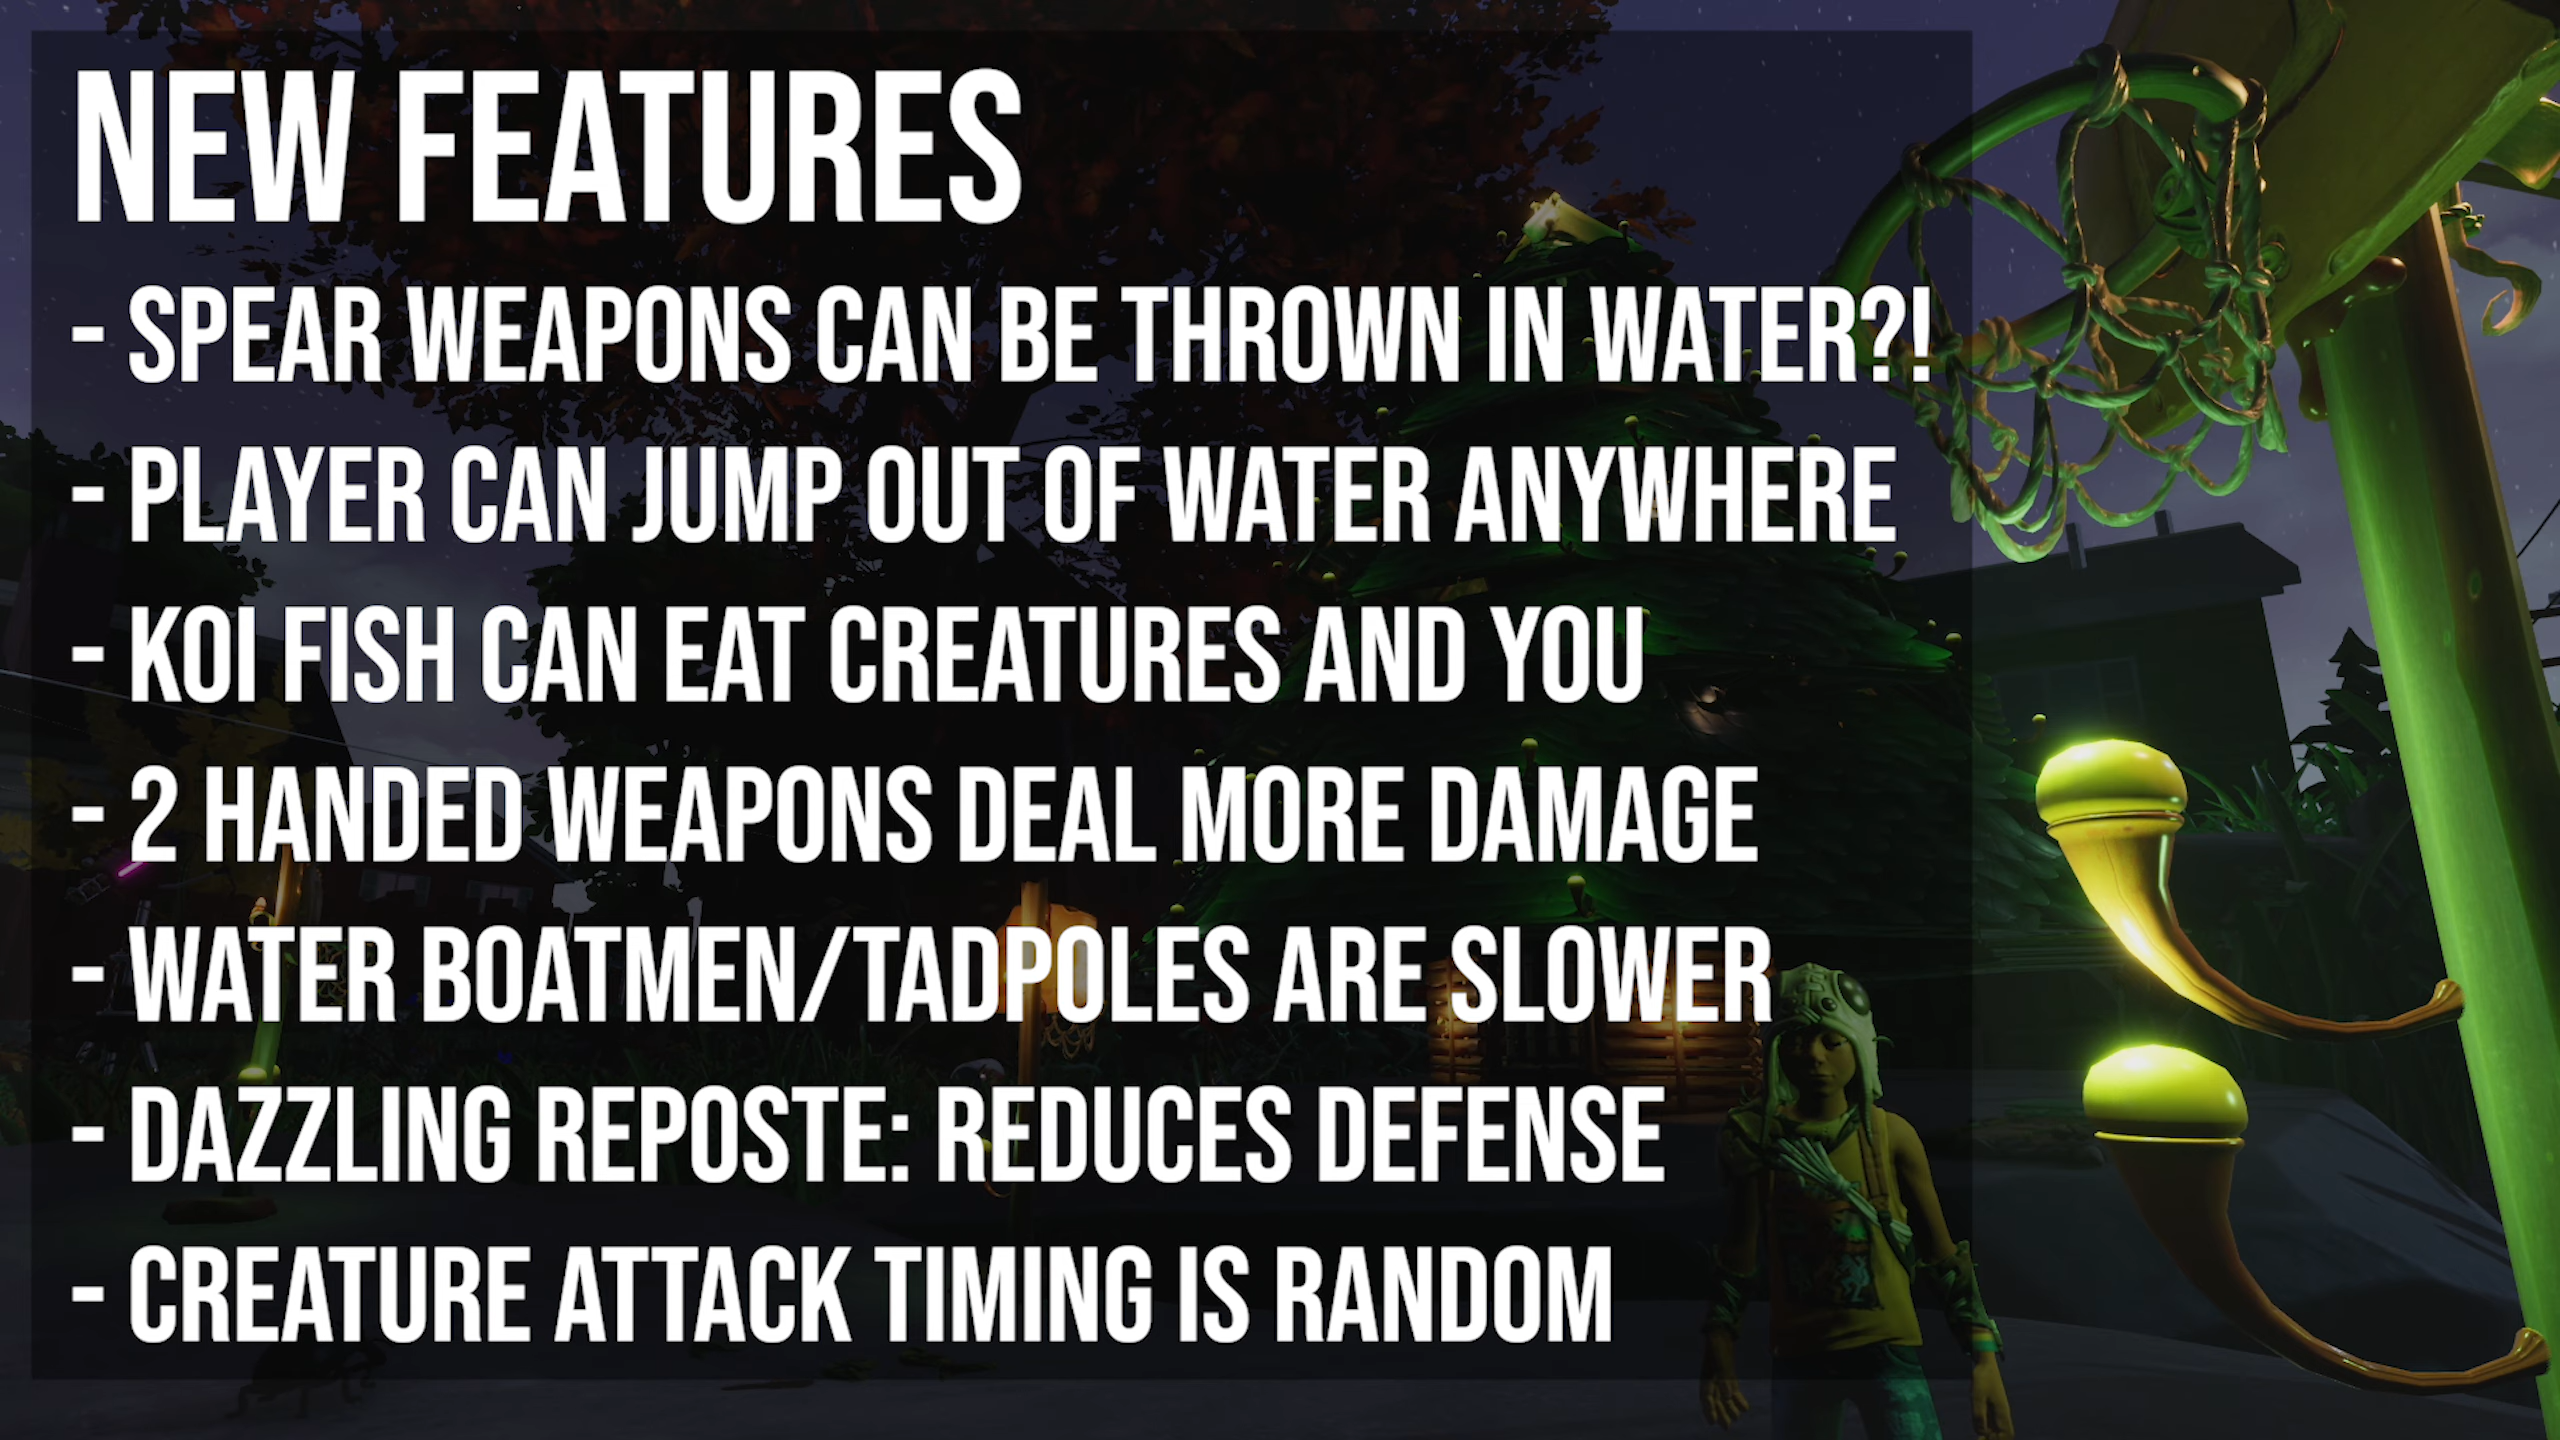 NEW FEATURES
- SPEAR WEAPONS CAN BE THROWN IN WATER?!
- PLAYER CAN JUMP OUT OF WATER ANYWHERE
- KOI FISH CAN EAT CREATURES AND YOU
- 2 HANDED WEAPONS DEAL MORE DAMAGE
- WATER BOATMEN/TADPOLES ARE SLOWER
- DAZZLING REPOSTE: REDUCES DEFENSE
- CREATURE ATTACK TIMING IS RANDOM